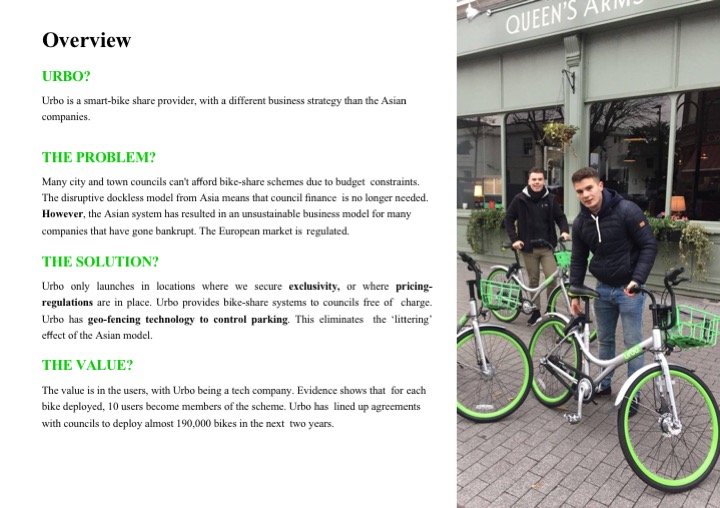 Overview
URBO?
Urbo is a smart-bike share provider, with a different business strategy than the Asian
companies.
THE PROBLEM?
Many city and town councils can't afford bike-share schemes due to budget constraints.
The disruptive dockless model from Asia means that council finance is no longer needed.
However, the Asian system has resulted in an unsustainable business model for many
companies that have gone bankrupt. The European market is regulated.
THE SOLUTION?
Urbo only launches in locations where we secure exclusivity, or where pricing-
regulations are in place. Urbo provides bike-share systems to councils free of charge.
Urbo has geo-fencing technology to control parking. This eliminates the ‘littering’
effect of the Asian model.
THE VALUE?
The value is in the users, with Urbo being a tech company. Evidence shows that for each
bike deployed, 10 users become members of the scheme. Urbo has lined up agreements
with councils to deploy almost 190,000 bikes in the next two years.
QUEEN'S ARMS